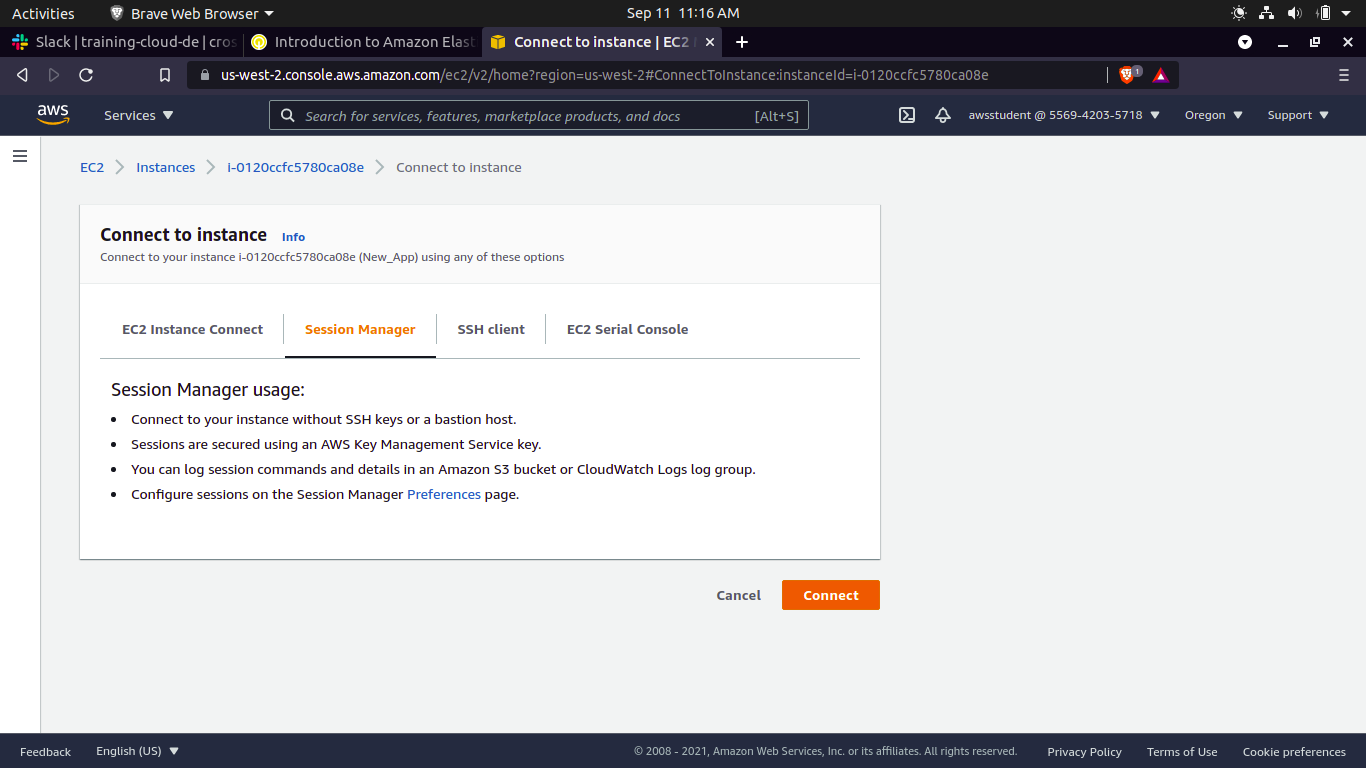 Activities Brave Web Browser Sep 11 11:16 AM
Slack | training-cloud-de | cros Introduction to Amazon Elast Connect to instance | EC2
us-west-2.console.aws.amazon.com/ec2/v2/home?region=us-west-2#ConnectToInstance:instanceId=i-0120ccfc5780ca08e 1
aws Services Search for services, features, marketplace products, and docs [Alt+S] awsstudent @ 5569-4203-5718 Oregon Support
EC2 Instances i-0120ccfc5780ca08e Connect to instance
Connect to instance Info
Connect to your instance i-0120ccfc5780ca08e (New_App) using any of these options
EC2 Instance Connect Session Manager SSH client EC2 Serial Console
Session Manager usage:
Connect to your instance without SSH keys or a bastion host.
Sessions are secured using an AWS Key Management Service key.
You can log session commands and details in an Amazon S3 bucket or CloudWatch Logs log group.
Configure sessions on the Session Manager Preferences page.
Cancel Connect
Feedback English (US) © 2008 - 2021, Amazon Web Services, Inc. or its affiliates. All rights reserved. Privacy Policy Terms of Use Cookie preferences